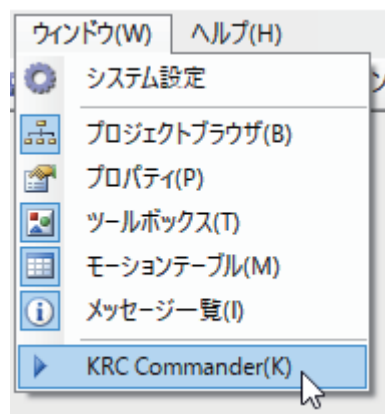 ウィンドウ(W) ヘルプ(H)
システム設定
プロジェクトブラウザ(B)
プロパティ(P)
ツールボックス(T)
モーションテーブル(M)
メッセージ一覧(I)
KRC Commander(K)